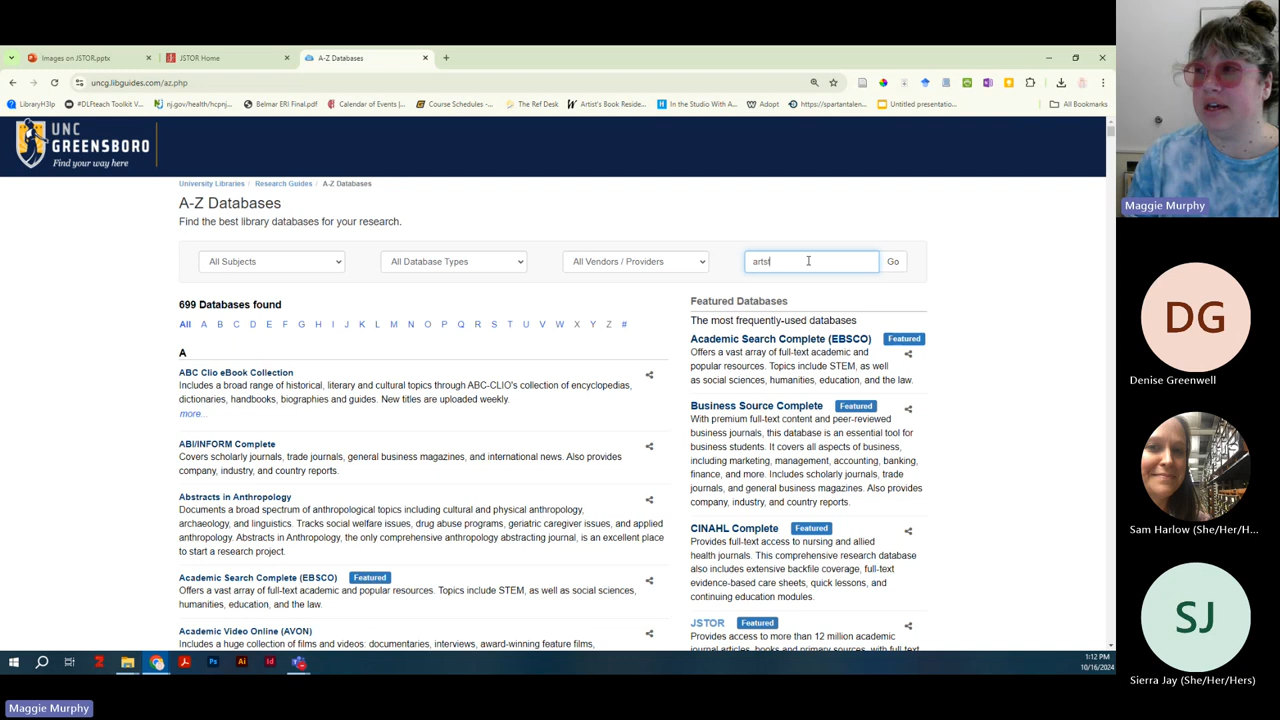 Images on JSTOR.pptx
JSTOR Home
A-Z Databases
uncg.libguides.com/az.php
LibraryH3lp
#DLFteach Toolkit V...
nj.gov/health/hcpnj...
Belmar ERI Final.pdf
Calendar of Events |...
Course Schedules -...
The Ref Desk
Artist's Book Reside...
In the Studio With A...
Adopt
https://spartantalen...
Untitled presentatio...
All Bookmarks
UNC
GREENSBORO
Find your way here
University Libraries / Research Guides / A-Z Databases
A-Z Databases
Find the best library databases for your research.
All Subjects
All Database Types
All Vendors / Providers
artst
Go
699 Databases found
All A B C D E F G H I J K L M N O P Q R S T U V W X Y Z #
A
ABC Clio eBook Collection
Includes a broad range of historical, literary and cultural topics through ABC-CLIO's collection of encyclopedias,
dictionaries, handbooks, biographies and guides. New titles are uploaded weekly.
more...
ABI/INFORM Complete
Covers scholarly journals, trade journals, general business magazines, and international news. Also provides
company, industry, and country reports.
Abstracts in Anthropology
Documents a broad spectrum of anthropological topics including cultural and physical anthropology,
archaeology, and linguistics. Tracks social welfare issues, drug abuse programs, geriatric caregiver issues, and applied
anthropology. Abstracts in Anthropology, the only comprehensive anthropology abstracting journal, is an excellent place
to start a research project.
Academic Search Complete (EBSCO) Featured
Offers a vast array of full-text academic and popular resources. Topics include STEM, as well as social sciences,
humanities, education, and the law.
Academic Video Online (AVON)
Includes a huge collection of films and videos: documentaries, interviews, award-winning feature films,
Featured Databases
The most frequently-used databases
Academic Search Complete (EBSCO) Featured
Offers a vast array of full-text academic and
popular resources. Topics include STEM, as well
as social sciences, humanities, education, and the law.
Business Source Complete Featured
With premium full-text content and peer-reviewed
business journals, this database is an essential tool for
business students. It covers all aspects of business,
including marketing, management, accounting, banking,
finance, and more. Includes scholarly journals, trade
journals, and general business magazines. Also provides
company, industry, and country reports.
CINAHL Complete Featured
Provides full-text access to nursing and allied
health journals. This comprehensive research database
also includes extensive backfile coverage, full-text
evidence-based care sheets, quick lessons, and
continuing education modules.
JSTOR Featured
Provides access to more than 12 million academic
journal articles, books and primary sources, with full text
1:12 PM
10/16/2024
Maggie Murphy
Maggie Murphy
DG
Denise Greenwell
Sam Harlow (She/Her/H...
SJ
Sierra Jay (She/Her/Hers)